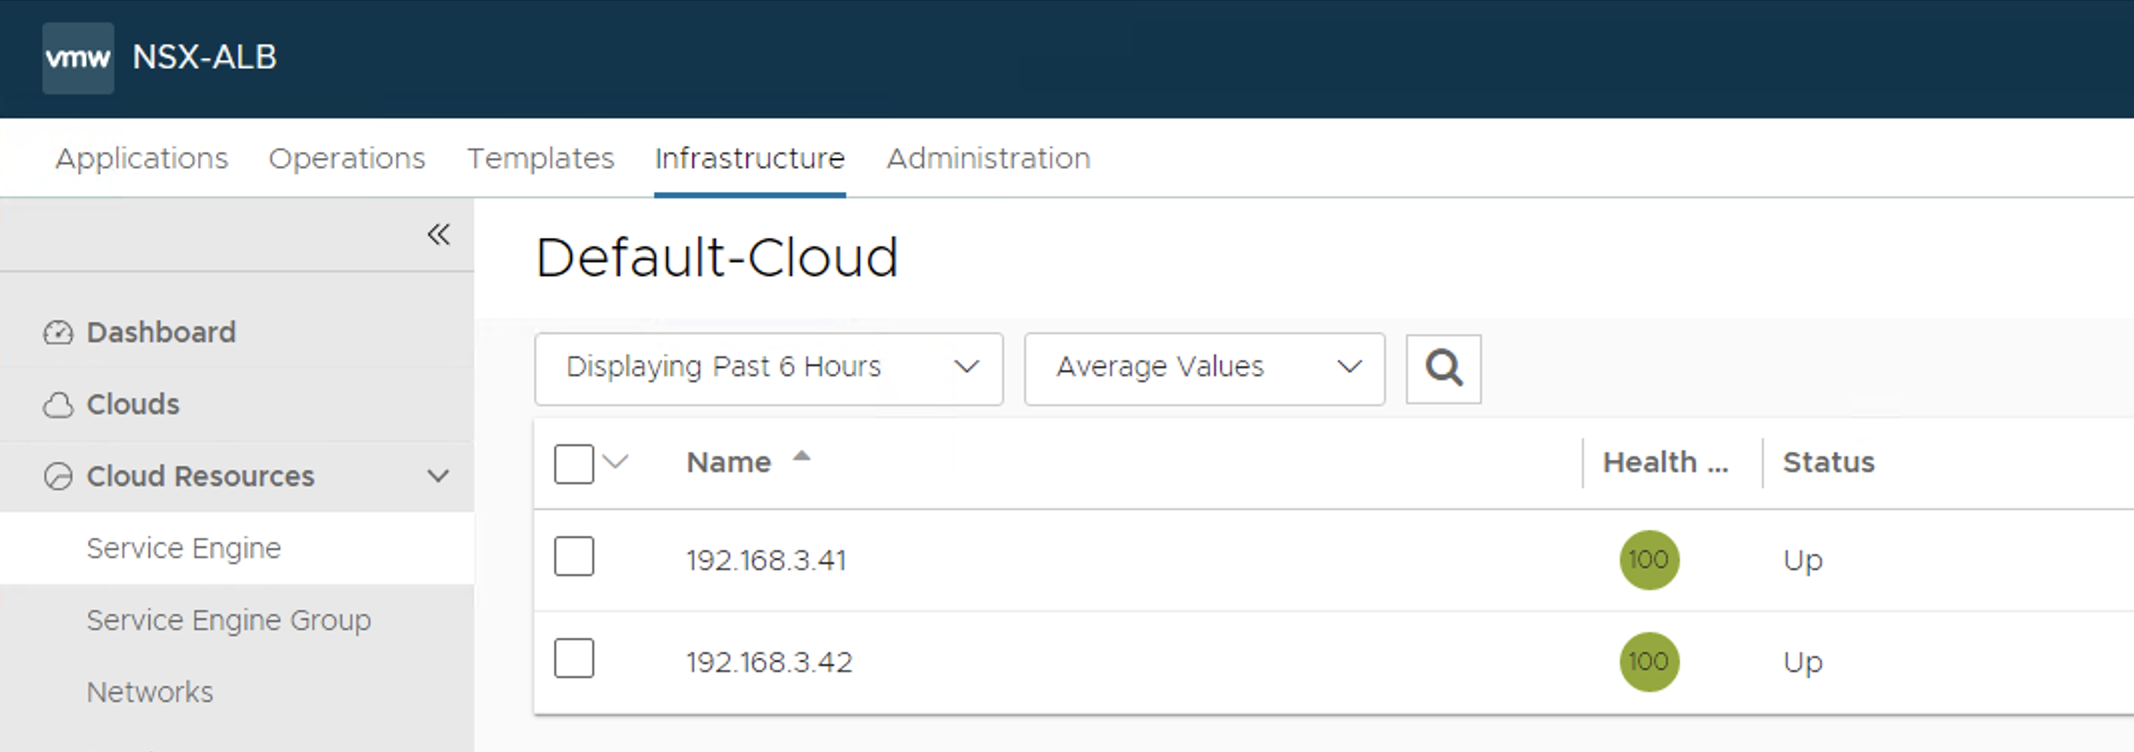 vmw NSX-ALB
Applications Operations Templates Infrastructure Administration
Default-Cloud
Dashboard
Clouds
Cloud Resources
Service Engine
Service Engine Group
Networks
Displaying Past 6 Hours Average Values
Name Health ... Status
192.168.3.41 100 Up
192.168.3.42 100 Up